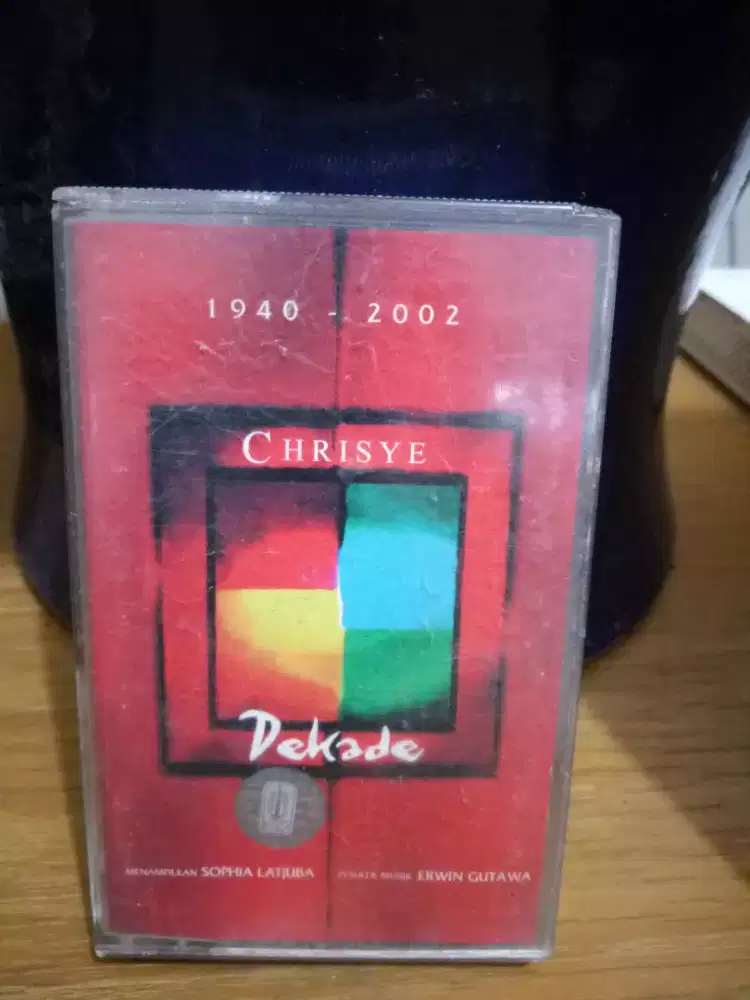 1940 - 2002
CHRISYE
Dekade
MENAMPILKAN SOPHIA LATJUBA PENATA MUSIK ERWIN GUTAWA